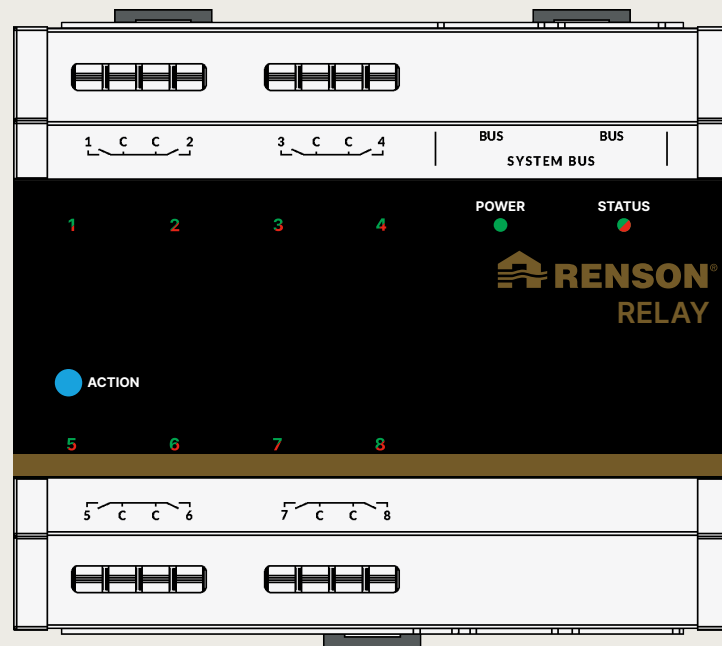 1 C C 2
3 C C 4
BUS BUS
SYSTEM BUS
POWER STATUS
1 2 3 4
RENSON®
RELAY
ACTION
5 6 7 8
5 C C 6
7 C C 8